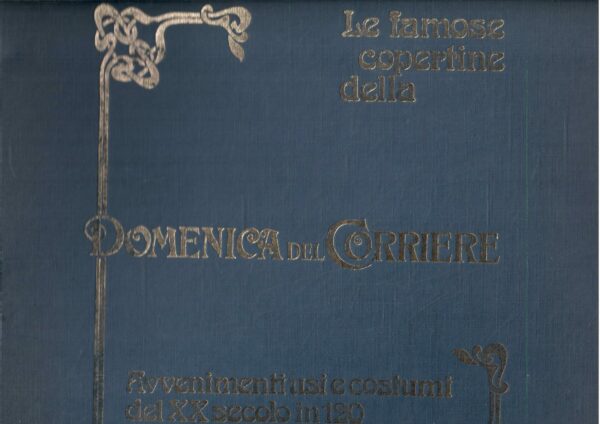 Le famose
copertine
della
DOMENICA DEL CORRIERE
Avvenimenti usi e costumi
del XX secolo in 120